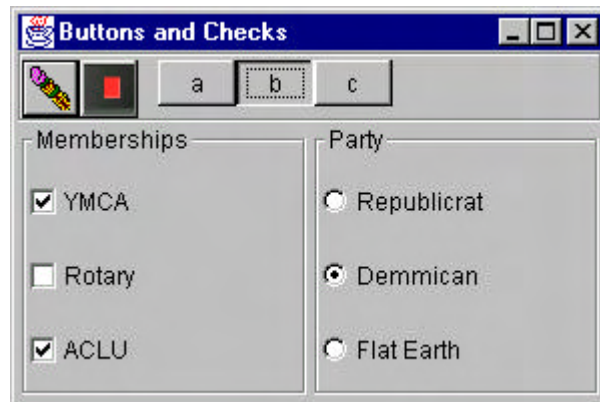 Buttons and Checks
a b c
Memberships Party
YMCA Republicrat
Rotary Demmican
ACLU Flat Earth